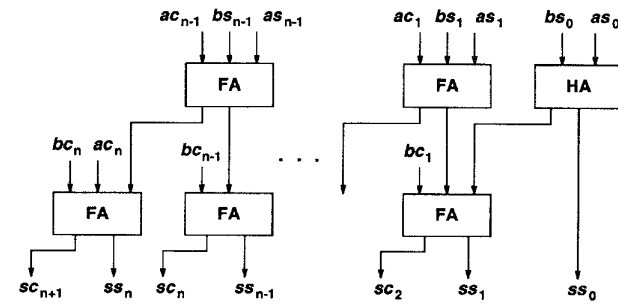 ac_{n-1} bs_{n-1} as_{n-1} ac_1 bs_1 as_1 bs_0 as_0
FA FA HA
bc_n ac_n bc_{n-1} . . . bc_1
FA FA FA
sc_{n+1} ss_n sc_n ss_{n-1} sc_2 ss_1 ss_0